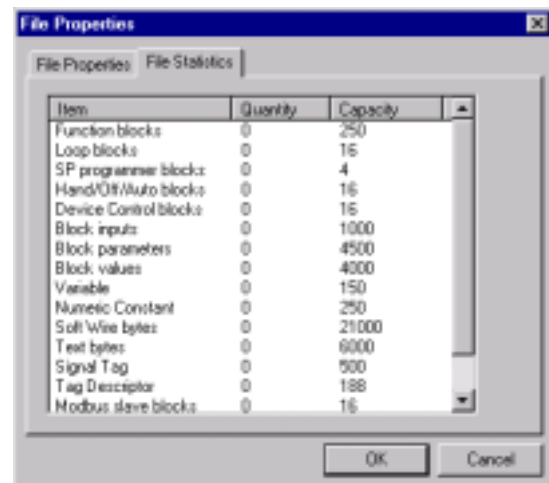 File Properties
File Properties File Statistics
Item Quantity Capacity
Function blocks 0 250
Loop blocks 0 16
SP programmer blocks 0 4
Hand/Off/Auto blocks 0 16
Device Control blocks 0 16
Block inputs 0 1000
Block parameters 0 4500
Block values 0 4000
Variable 0 150
Numeric Constant 0 250
Soft Wire bytes 0 21000
Text bytes 0 6000
Signal Tag 0 500
Tag Descriptor 0 188
Modbus slave blocks 0 16
OK Cancel